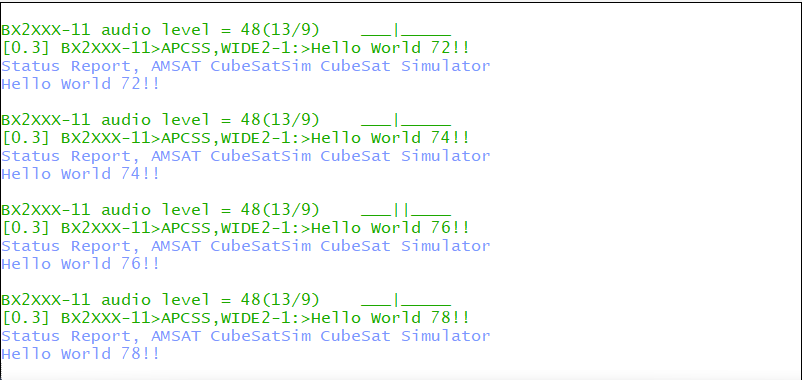 BX2XXX-11 audio level = 48(13/9)    ___|_____
[0.3] BX2XXX-11>APCSS,WIDE2-1:>Hello World 72!!
Status Report, AMSAT CubeSatSim CubeSat Simulator
Hello World 72!!
BX2XXX-11 audio level = 48(13/9)    ___|_____
[0.3] BX2XXX-11>APCSS,WIDE2-1:>Hello World 74!!
Status Report, AMSAT CubeSatSim CubeSat Simulator
Hello World 74!!
BX2XXX-11 audio level = 48(13/9)    ___||____
[0.3] BX2XXX-11>APCSS,WIDE2-1:>Hello World 76!!
Status Report, AMSAT CubeSatSim CubeSat Simulator
Hello World 76!!
BX2XXX-11 audio level = 48(13/9)    ___|_____
[0.3] BX2XXX-11>APCSS,WIDE2-1:>Hello World 78!!
Status Report, AMSAT CubeSatSim CubeSat Simulator
Hello World 78!!